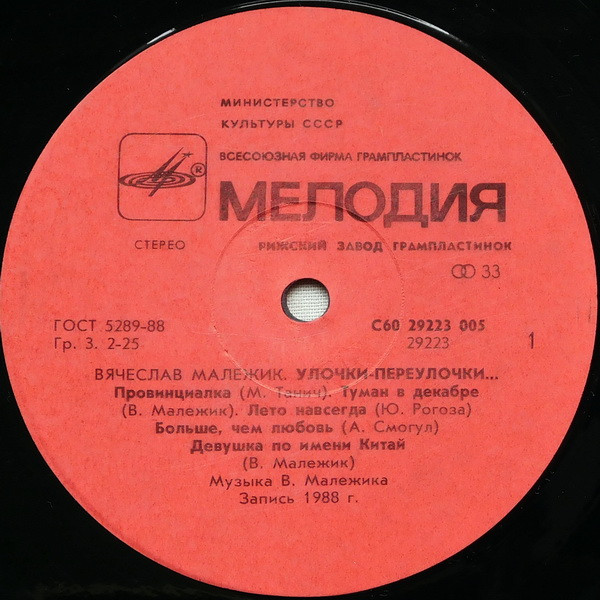 МИНИСТЕРСТВО
КУЛЬТУРЫ СССР
ВСЕСОЮЗНАЯ ФИРМА ГРАМПЛАСТИНОК
®
МЕЛОДИЯ
СТЕРЕО
РИЖСКИЙ ЗАВОД ГРАМПЛАСТИНОК
33
ГОСТ 5289-88
Гр. 3. 2-25
С60 29223 005
29223
1
ВЯЧЕСЛАВ МАЛЕЖИК. УЛОЧКИ-ПЕРЕУЛОЧКИ...
Провинциалка (М. Танич). Туман в декабре
(В. Малежик). Лето навсегда (Ю. Рогоза)
Больше, чем любовь (А. Смогул)
Девушка по имени Китай
(В. Малежик)
Музыка В. Малежика
Запись 1988 г.